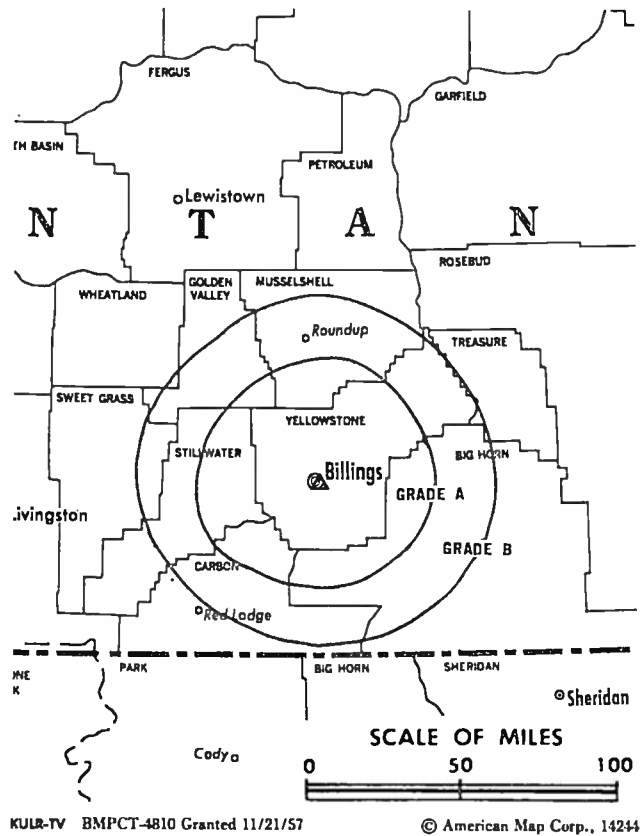 FERGUS
GARFIELD
TH BASIN
PETROLEUM
Lewistown
N T A N
ROSEBUD
WHEATLAND
GOLDEN
VALLEY
MUSSELSHELL
Roundup
TREASURE
SWEET GRASS
YELLOWSTONE
STILLWATER
BIG HORN
Billings
GRADE A
Livingston
GRADE B
CARBON
Red Lodge
PARK
BIG HORN
SHERIDAN
NE
K
Sheridan
SCALE OF MILES
Cody
0 50 100
KULR-TV BMPCT-4810 Granted 11/21/57
© American Map Corp., 14244